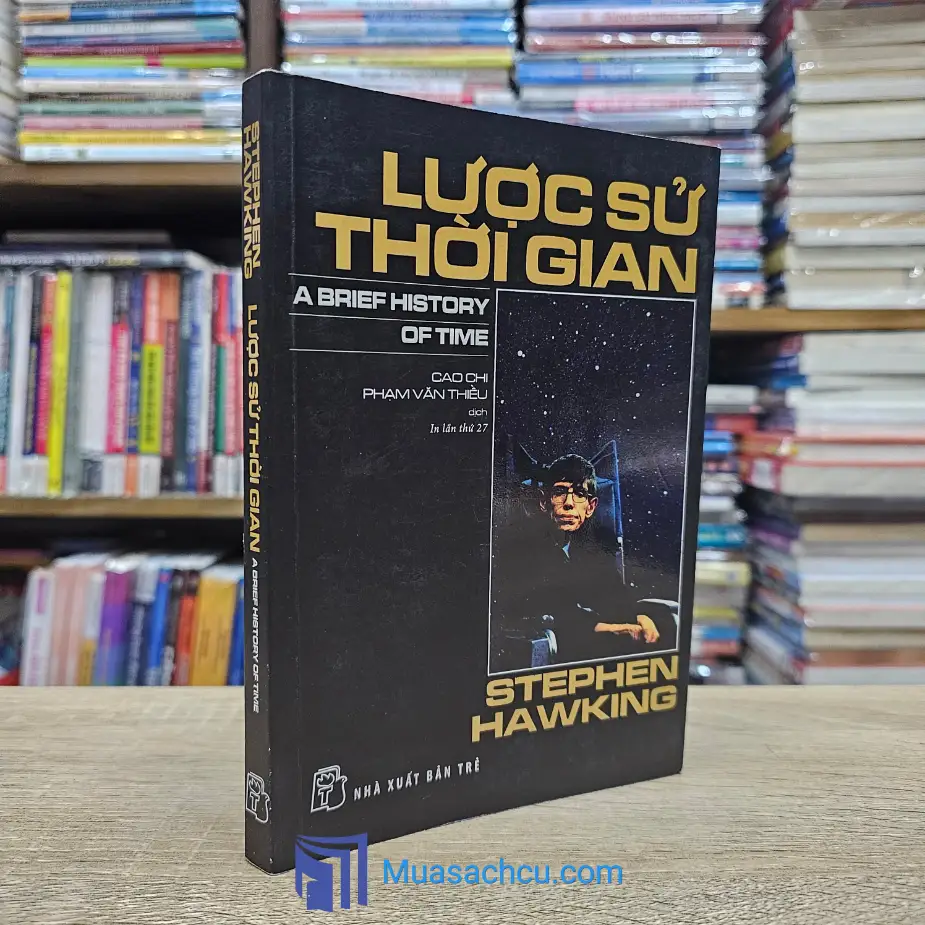 STEPHEN
HAWKING
LƯỢC SỬ THỜI GIAN A BRIEF HISTORY OF TIME
LƯỢC SỬ
THỜI GIAN
A BRIEF HISTORY
OF TIME
CAO CHI
PHẠM VĂN THIỀU
dịch
In lần thứ 27
STEPHEN
HAWKING
NHÀ XUẤT BẢN TRẺ
Muasachcu.com